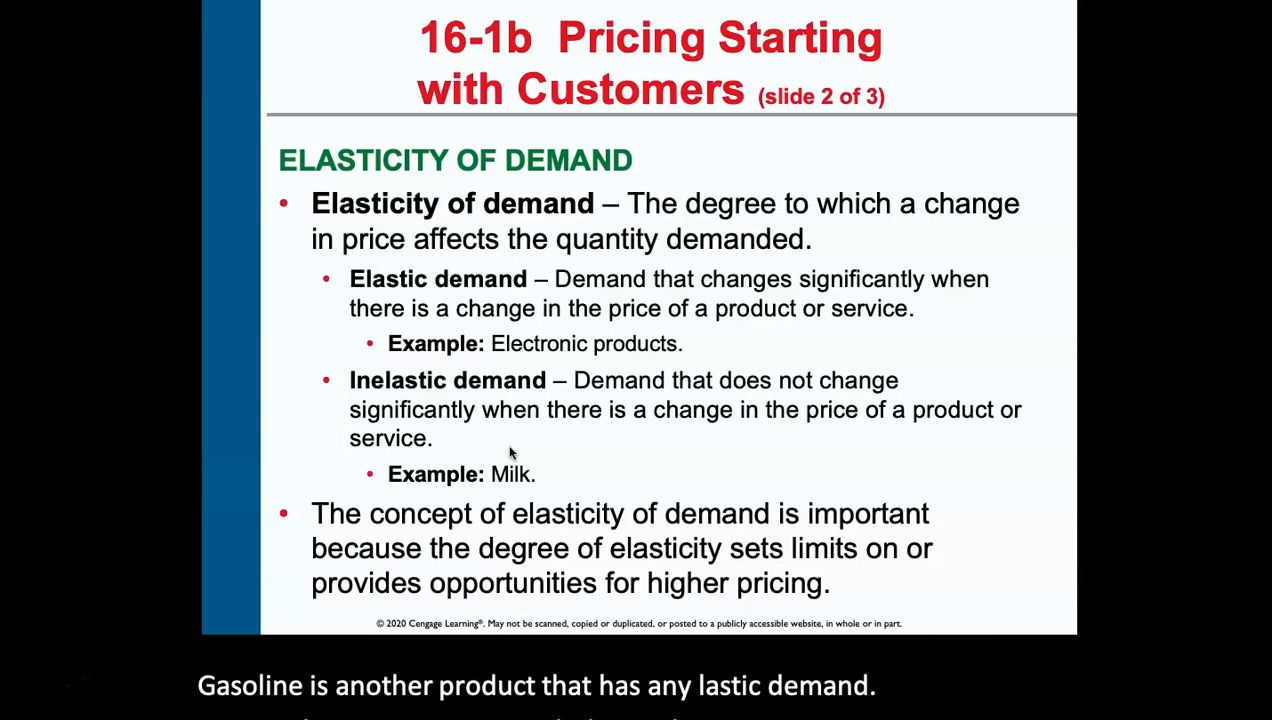 16-1b Pricing Starting
with Customers (slide 2 of 3)
ELASTICITY OF DEMAND
• Elasticity of demand – The degree to which a change
in price affects the quantity demanded.
• Elastic demand – Demand that changes significantly when
there is a change in the price of a product or service.
• Example: Electronic products.
• Inelastic demand – Demand that does not change
significantly when there is a change in the price of a product or
service.
• Example: Milk.
• The concept of elasticity of demand is important
because the degree of elasticity sets limits on or
provides opportunities for higher pricing.
© 2020 Cengage Learning®. May not be scanned, copied or duplicated, or posted to a publicly accessible website, in whole or in part.
Gasoline is another product that has any lastic demand.